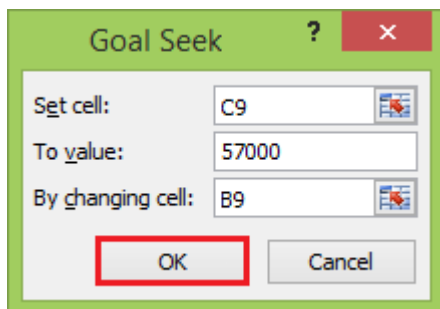 Goal Seek ? ×
Set cell: C9
To value: 57000
By changing cell: B9
OK Cancel